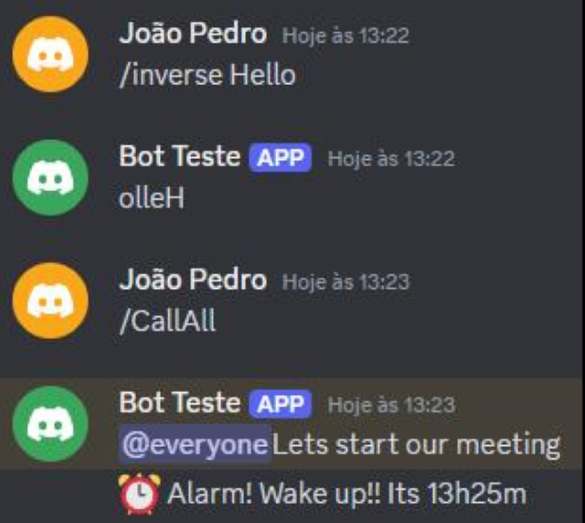 João Pedro Hoje às 13:22
/inverse Hello
Bot Teste APP Hoje às 13:22
olleH
João Pedro Hoje às 13:23
/CallAll
Bot Teste APP Hoje às 13:23
@everyoneLets start our meeting
⏰ Alarm! Wake up!! Its 13h25m